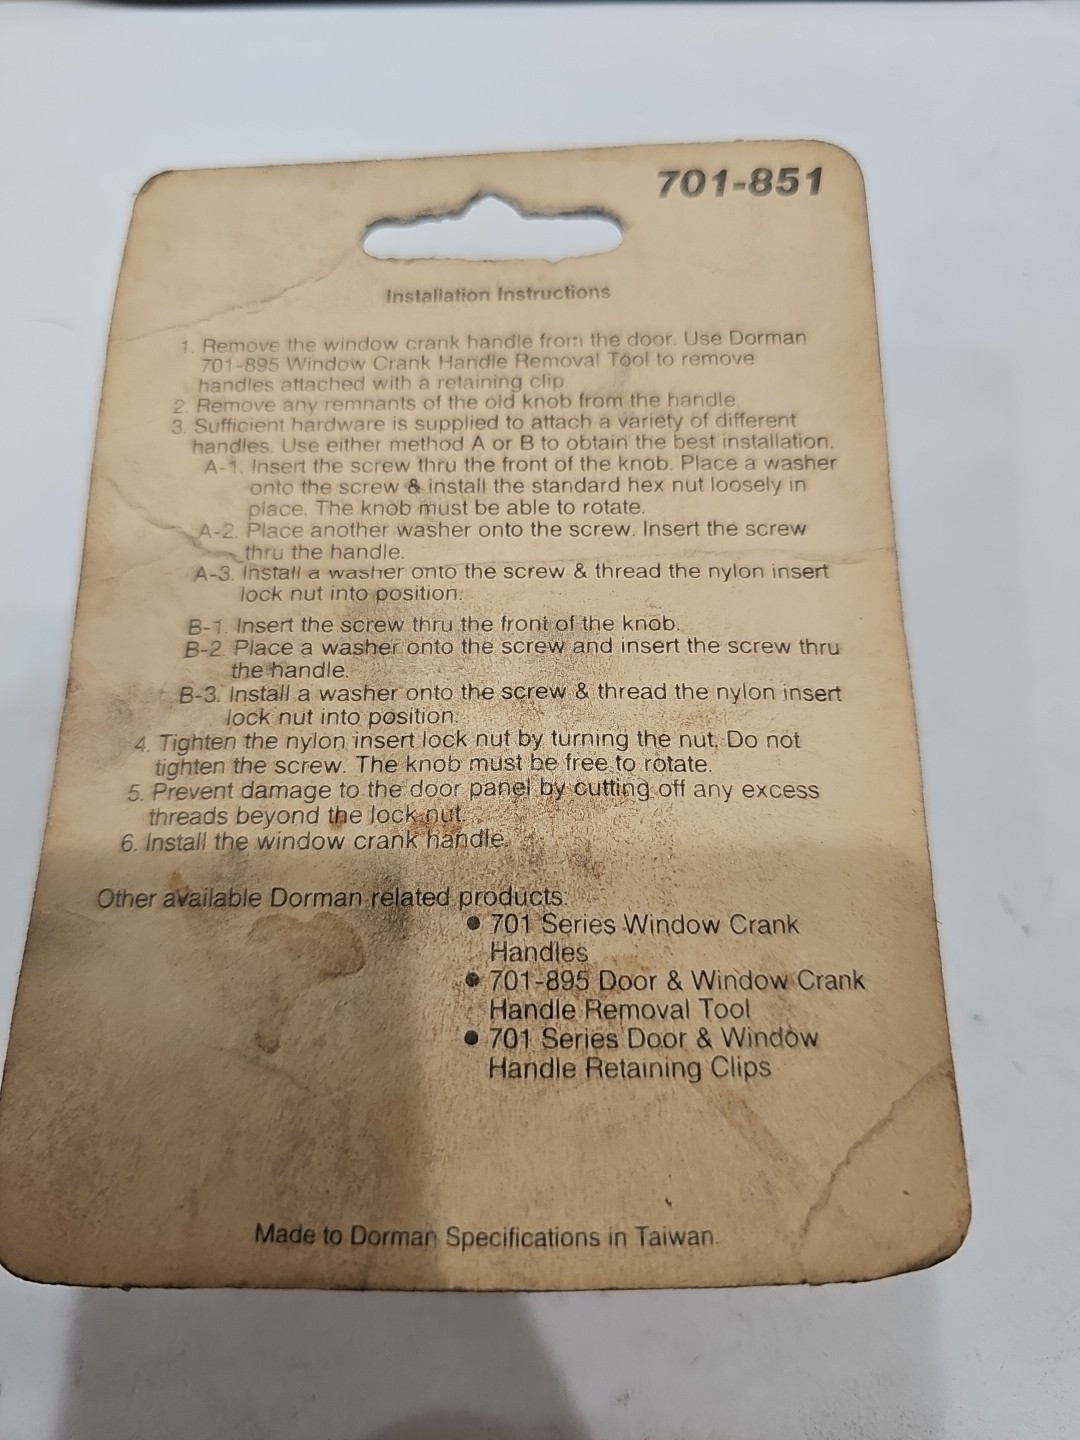 701-851
Installation Instructions
1. Remove the window crank handle from the door. Use Dorman
701-895 Window Crank Handle Removal Tool to remove
handles attached with a retaining clip.
2. Remove any remnants of the old knob from the handle.
3. Sufficient hardware is supplied to attach a variety of different
handles. Use either method A or B to obtain the best installation.
A-1. Insert the screw thru the front of the knob. Place a washer
onto the screw & install the standard hex nut loosely in
place. The knob must be able to rotate.
A-2. Place another washer onto the screw. Insert the screw
thru the handle.
A-3. Install a washer onto the screw & thread the nylon insert
lock nut into position.
B-1. Insert the screw thru the front of the knob.
B-2. Place a washer onto the screw and insert the screw thru
the handle.
B-3. Install a washer onto the screw & thread the nylon insert
lock nut into position.
4. Tighten the nylon insert lock nut by turning the nut. Do not
tighten the screw. The knob must be free to rotate.
5. Prevent damage to the door panel by cutting off any excess
threads beyond the lock nut.
6. Install the window crank handle.
Other available Dorman related products:
● 701 Series Window Crank
Handles
● 701-895 Door & Window Crank
Handle Removal Tool
● 701 Series Door & Window
Handle Retaining Clips
Made to Dorman Specifications in Taiwan.